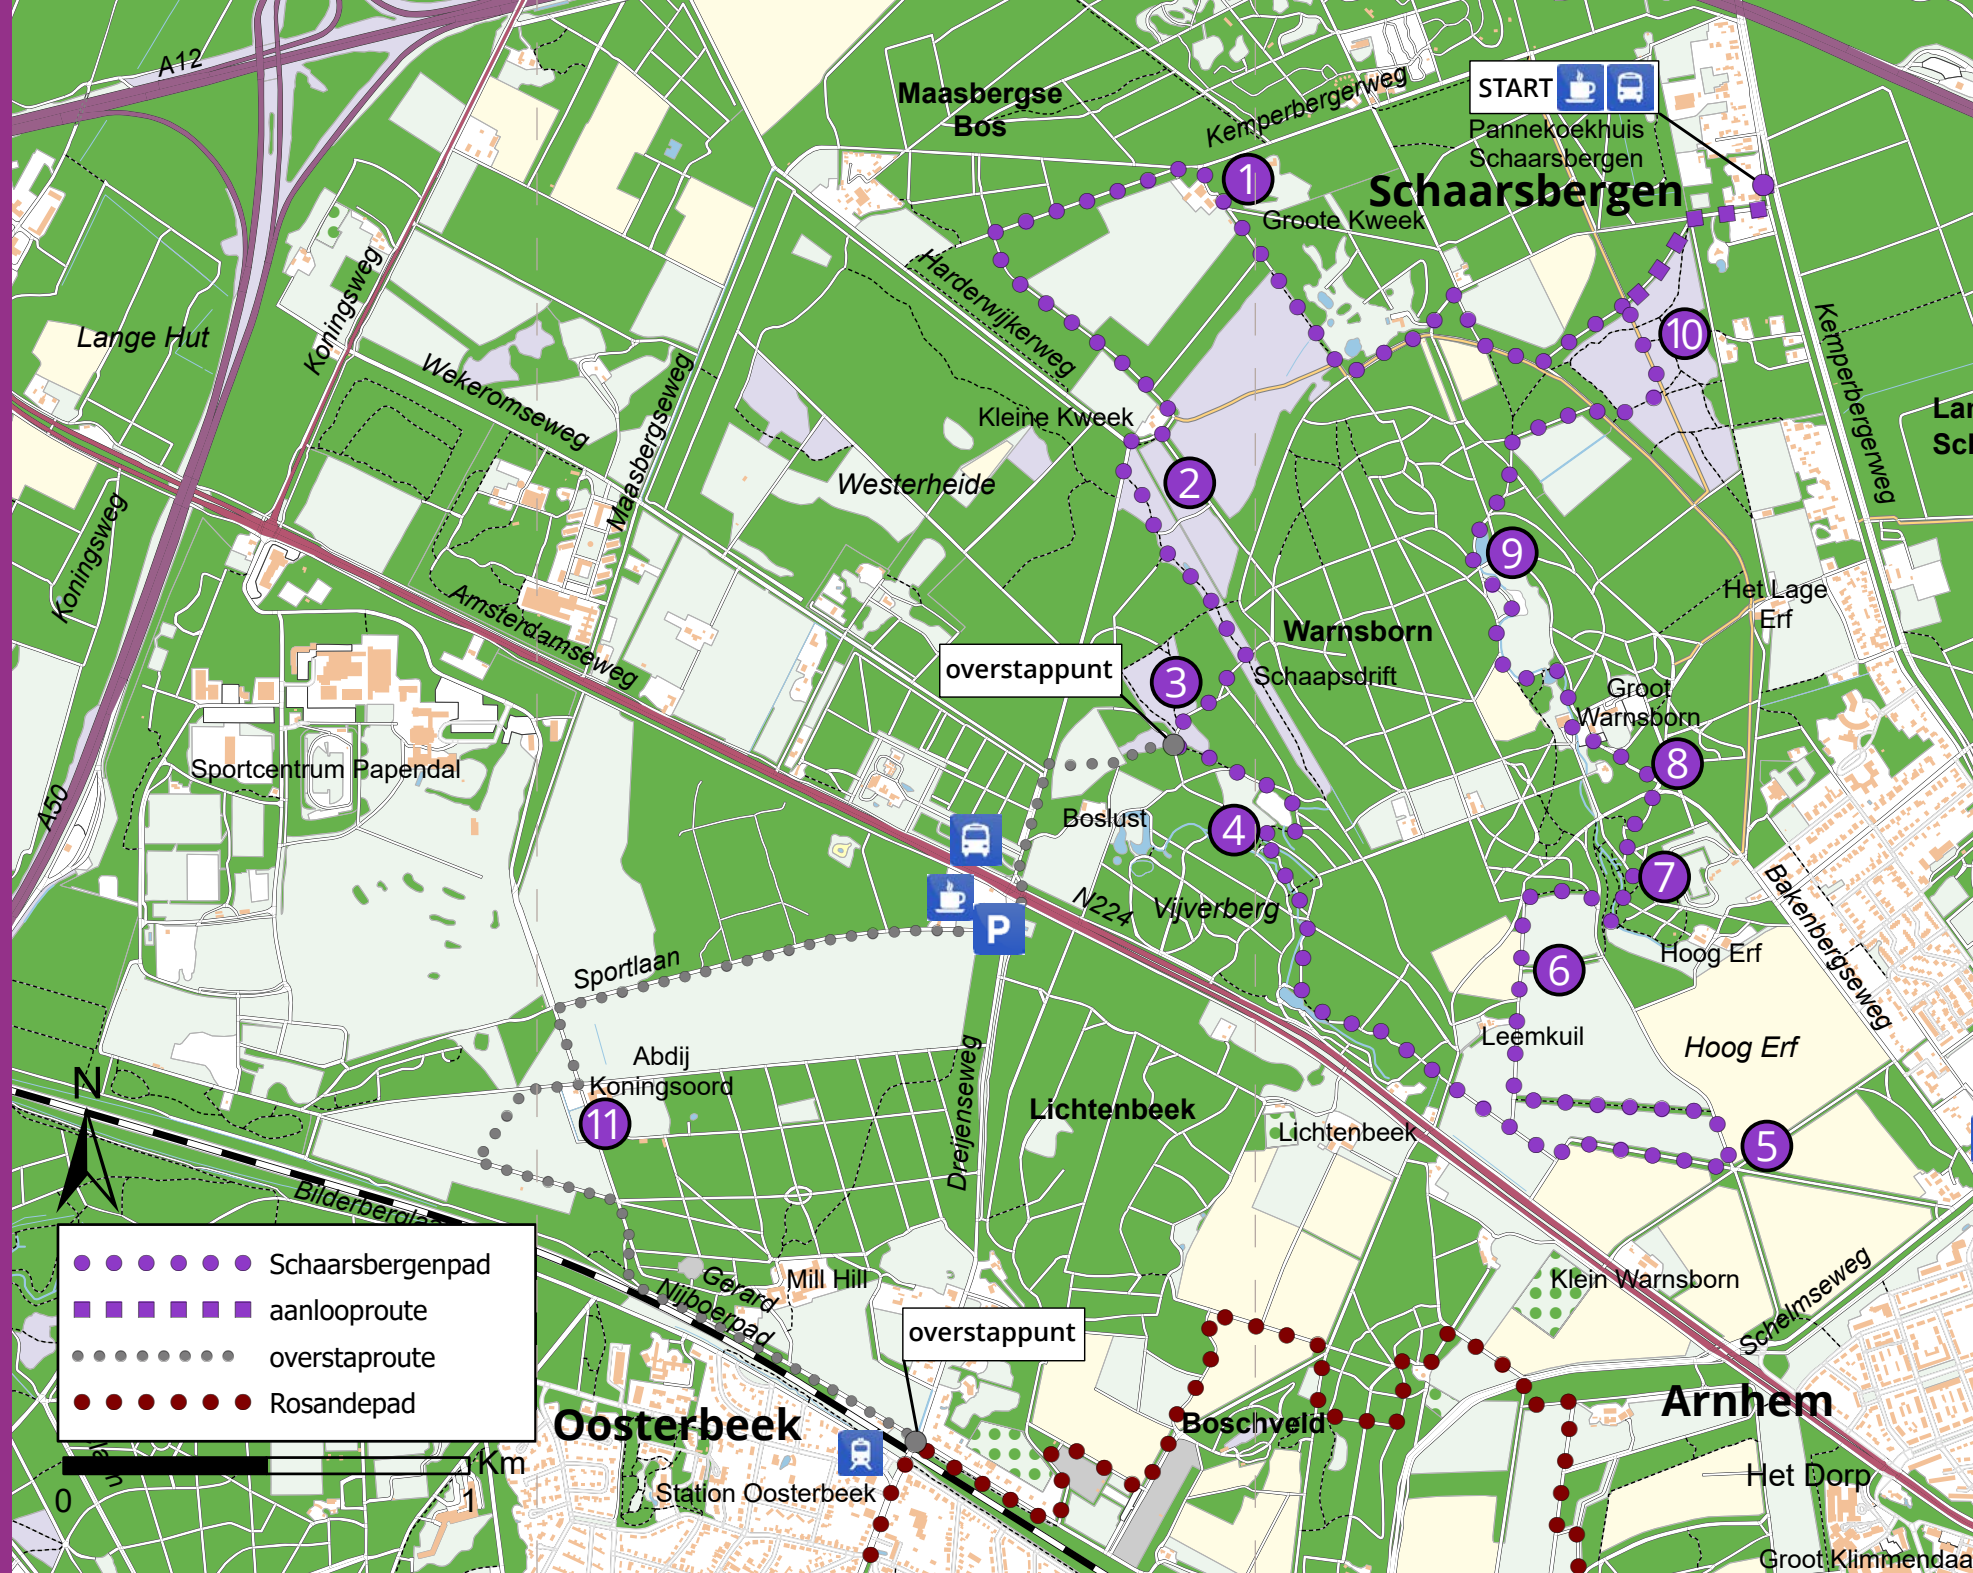 A12
Maasbergse
Bos
Kemperbergerweg
START
Pannekoekhuis
Schaarsbergen
Schaarsbergen
1
Groote Kweek
Koningsweg
Lange Hut
Harderwijkerweg
10
Kemperbergerweg
Wekeromseweg
Maasbergseweg
Kleine Kweek
Westerheide
2
9
Koningsweg
Amsterdamseweg
Het Lage
Erf
Warnsborn
overstappunt
3
Schaapsdrift
Groot
Warnsborn
Sportcentrum Papendal
8
A50
Boslust
4
7
P
N224
Vijverberg
Bakenbergseweg
Sportlaan
6
Hoog Erf
Leemkuil
Hoog Erf
Abdij
Koningsoord
N
11
Dreijenseweg
Lichtenbeek
Lichtenbeek
5
Bilderberglaan
Gerard
Nijboerpad
Mill Hill
Klein Warnsborn
Schelmseweg
Schaarsbergenpad
aanlooproute
overstaproute
Rosandepad
overstappunt
Oosterbeek
Boschveld
Arnhem
Km
0
1
Station Oosterbeek
Het Dorp
Groot Klimmendaa